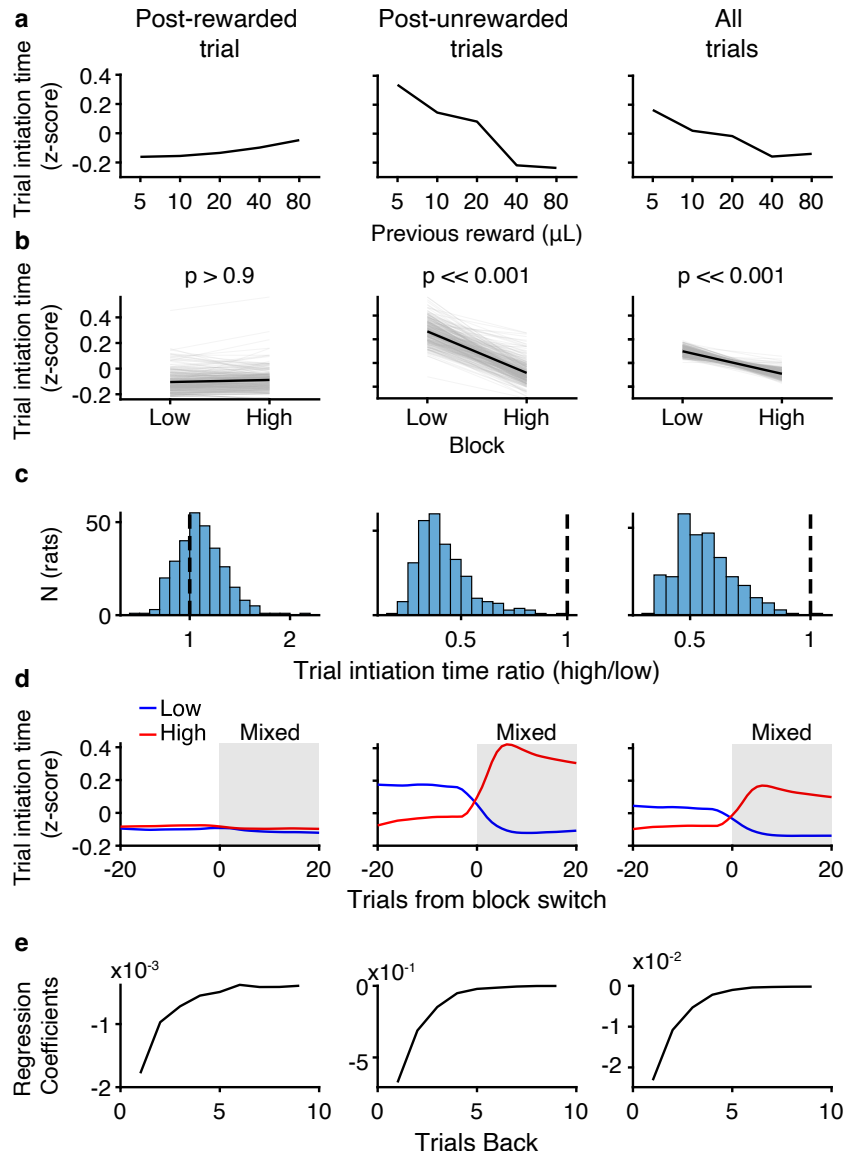 a
Post-rewarded trial
Post-unrewarded trials
All trials
Trial intiation time (z-score)
0.4
0.2
0
-0.2
5 10 20 40 80
5 10 20 40 80
5 10 20 40 80
Previous reward (µL)
b
Trial intiation time (z-score)
p > 0.9
p << 0.001
p << 0.001
0.4
0.2
0
-0.2
Low High
Low High
Low High
Block
c
N (rats)
50
0
1 2
0.5 1
0.5 1
Trial intiation time ratio (high/low)
d
Trial intiation time (z-score)
Low
High
Mixed
Mixed
Mixed
0.4
0.2
0
-0.2
-20 0 20
-20 0 20
-20 0 20
Trials from block switch
e
Regression Coefficients
x10-3
-1
-2
0 5 10
x10-1
0
-5
0 5 10
x10-2
0
-1
-2
0 5 10
Trials Back